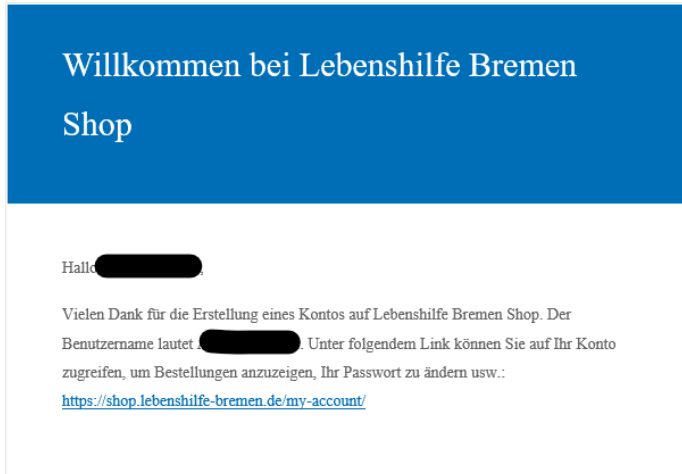 Willkommen bei Lebenshilfe Bremen
Shop
Hallo ,
Vielen Dank für die Erstellung eines Kontos auf Lebenshilfe Bremen Shop. Der
Benutzername lautet . Unter folgendem Link können Sie auf Ihr Konto
zugreifen, um Bestellungen anzuzeigen, Ihr Passwort zu ändern usw.:
https://shop.lebenshilfe-bremen.de/my-account/